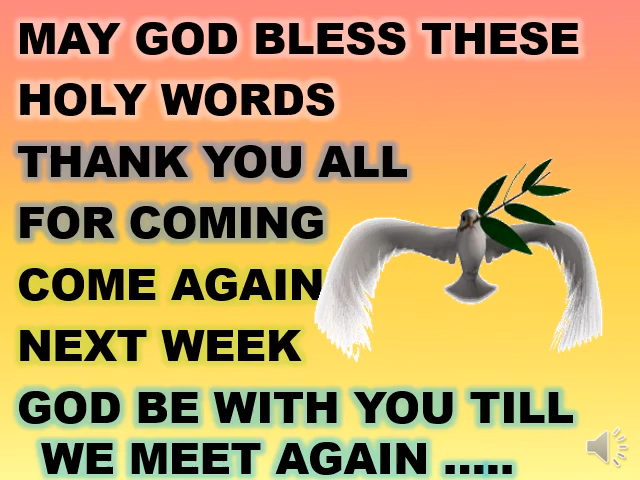 MAY GOD BLESS THESE
HOLY WORDS
THANK YOU ALL
FOR COMING
COME AGAIN
NEXT WEEK
GOD BE WITH YOU TILL
WE MEET AGAIN .....